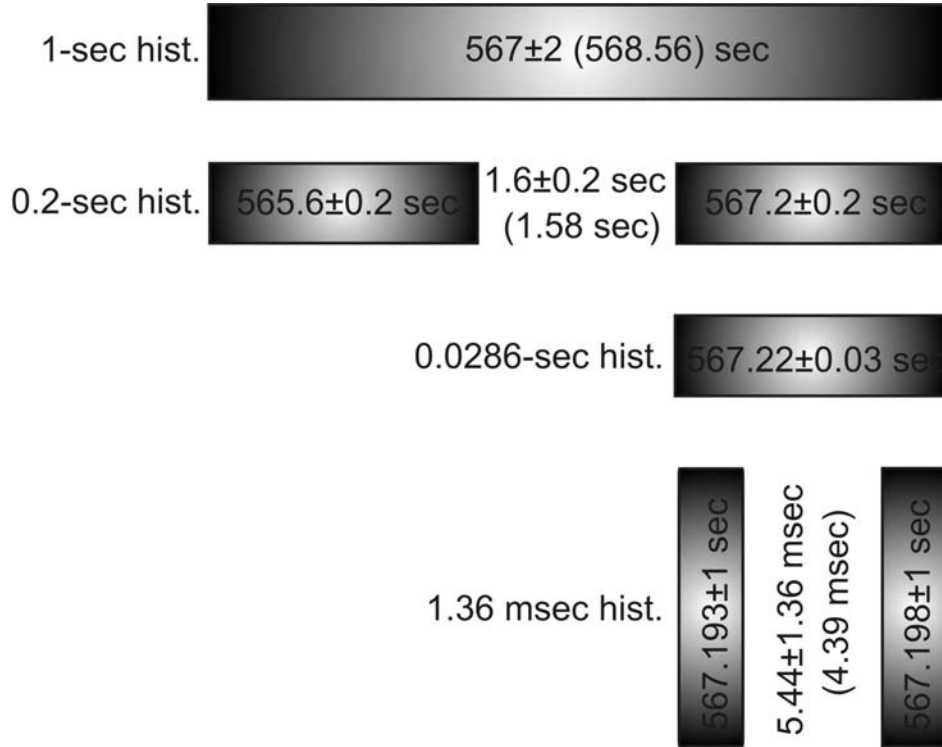 1-sec hist.
567±2 (568.56) sec
0.2-sec hist.
565.6±0.2 sec
1.6±0.2 sec
(1.58 sec)
567.2±0.2 sec
0.0286-sec hist.
567.22±0.03 sec
1.36 msec hist.
567.193±1 sec
5.44±1.36 msec
(4.39 msec)
567.198±1 sec